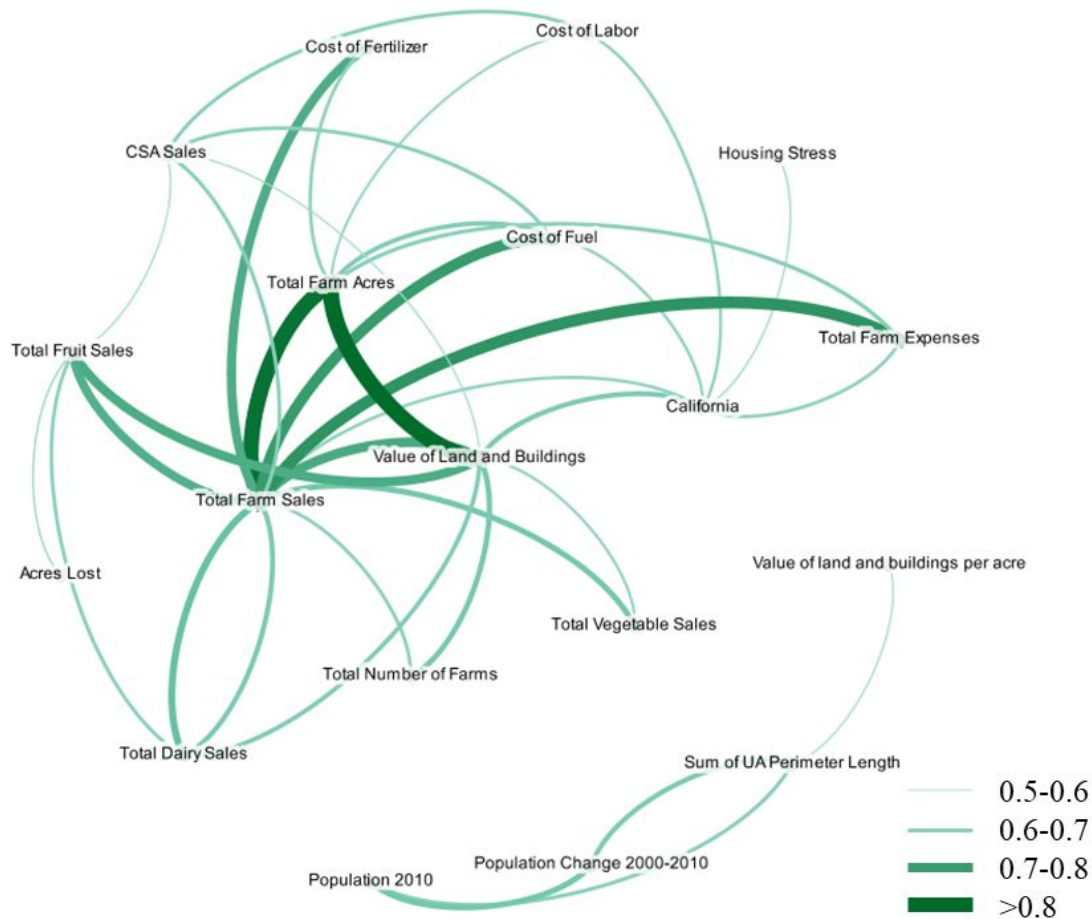 Cost of Labor
Cost of Fertilizer
CSA Sales
Housing Stress
Cost of Fuel
Total Farm Acres
Total Farm Expenses
Total Fruit Sales
California
Value of Land and Buildings
Total Farm Sales
Value of land and buildings per acre
Acres Lost
Total Vegetable Sales
Total Number of Farms
Total Dairy Sales
Sum of UA Perimeter Length
0.5-0.6
0.6-0.7
Population Change 2000-2010
0.7-0.8
Population 2010
>0.8